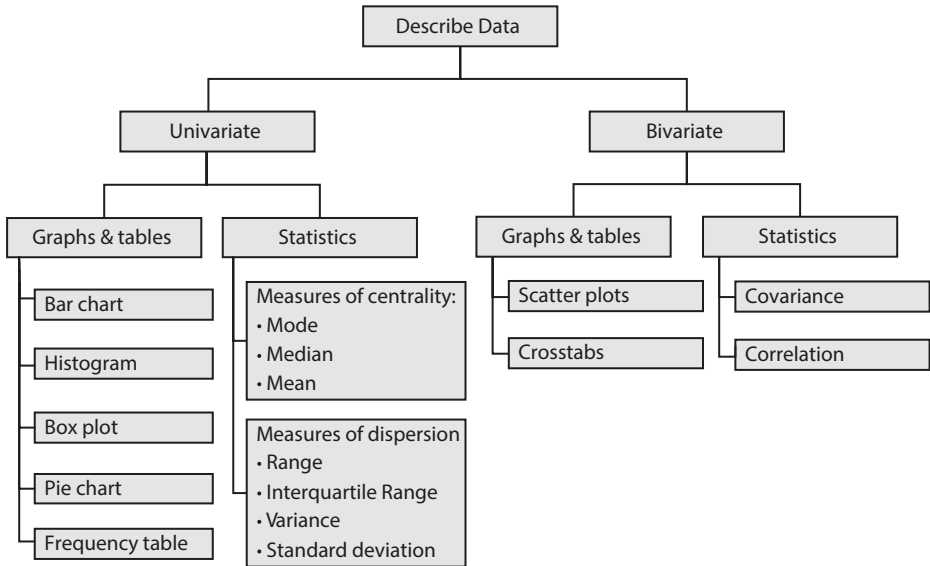 Describe Data
Univariate
Bivariate
Graphs & tables
Statistics
Graphs & tables
Statistics
Bar chart
Histogram
Box plot
Pie chart
Frequency table
Measures of centrality:
• Mode
• Median
• Mean
Measures of dispersion
• Range
• Interquartile Range
• Variance
• Standard deviation
Scatter plots
Crosstabs
Covariance
Correlation